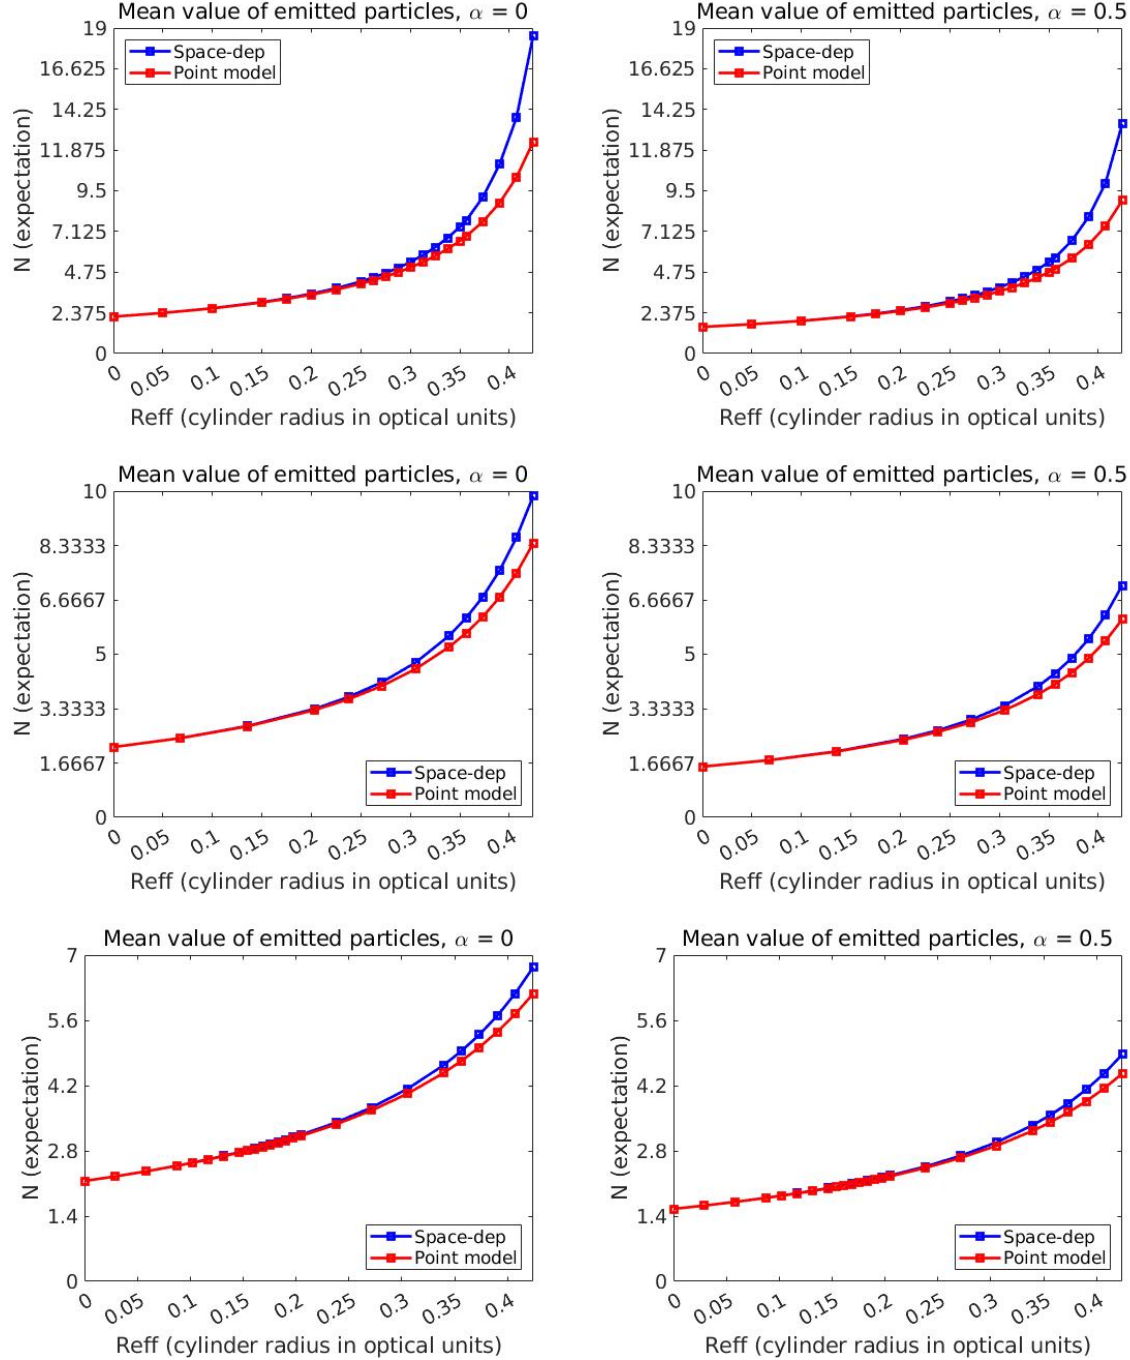 Mean value of emitted particles, α = 0
19
16.625
14.25
11.875
9.5
7.125
4.75
2.375
0
N (expectation)
Space-dep
Point model
0 0.05 0.1 0.15 0.2 0.25 0.3 0.35 0.4
Reff (cylinder radius in optical units)
Mean value of emitted particles, α = 0.5
19
16.625
14.25
11.875
9.5
7.125
4.75
2.375
0
N (expectation)
Space-dep
Point model
0 0.05 0.1 0.15 0.2 0.25 0.3 0.35 0.4
Reff (cylinder radius in optical units)
Mean value of emitted particles, α = 0
10
8.3333
6.6667
5
3.3333
1.6667
0
N (expectation)
Space-dep
Point model
0 0.05 0.1 0.15 0.2 0.25 0.3 0.35 0.4
Reff (cylinder radius in optical units)
Mean value of emitted particles, α = 0.5
10
8.3333
6.6667
5
3.3333
1.6667
0
N (expectation)
Space-dep
Point model
0 0.05 0.1 0.15 0.2 0.25 0.3 0.35 0.4
Reff (cylinder radius in optical units)
Mean value of emitted particles, α = 0
7
5.6
4.2
2.8
1.4
0
N (expectation)
Space-dep
Point model
0 0.05 0.1 0.15 0.2 0.25 0.3 0.35 0.4
Reff (cylinder radius in optical units)
Mean value of emitted particles, α = 0.5
7
5.6
4.2
2.8
1.4
0
N (expectation)
Space-dep
Point model
0 0.05 0.1 0.15 0.2 0.25 0.3 0.35 0.4
Reff (cylinder radius in optical units)